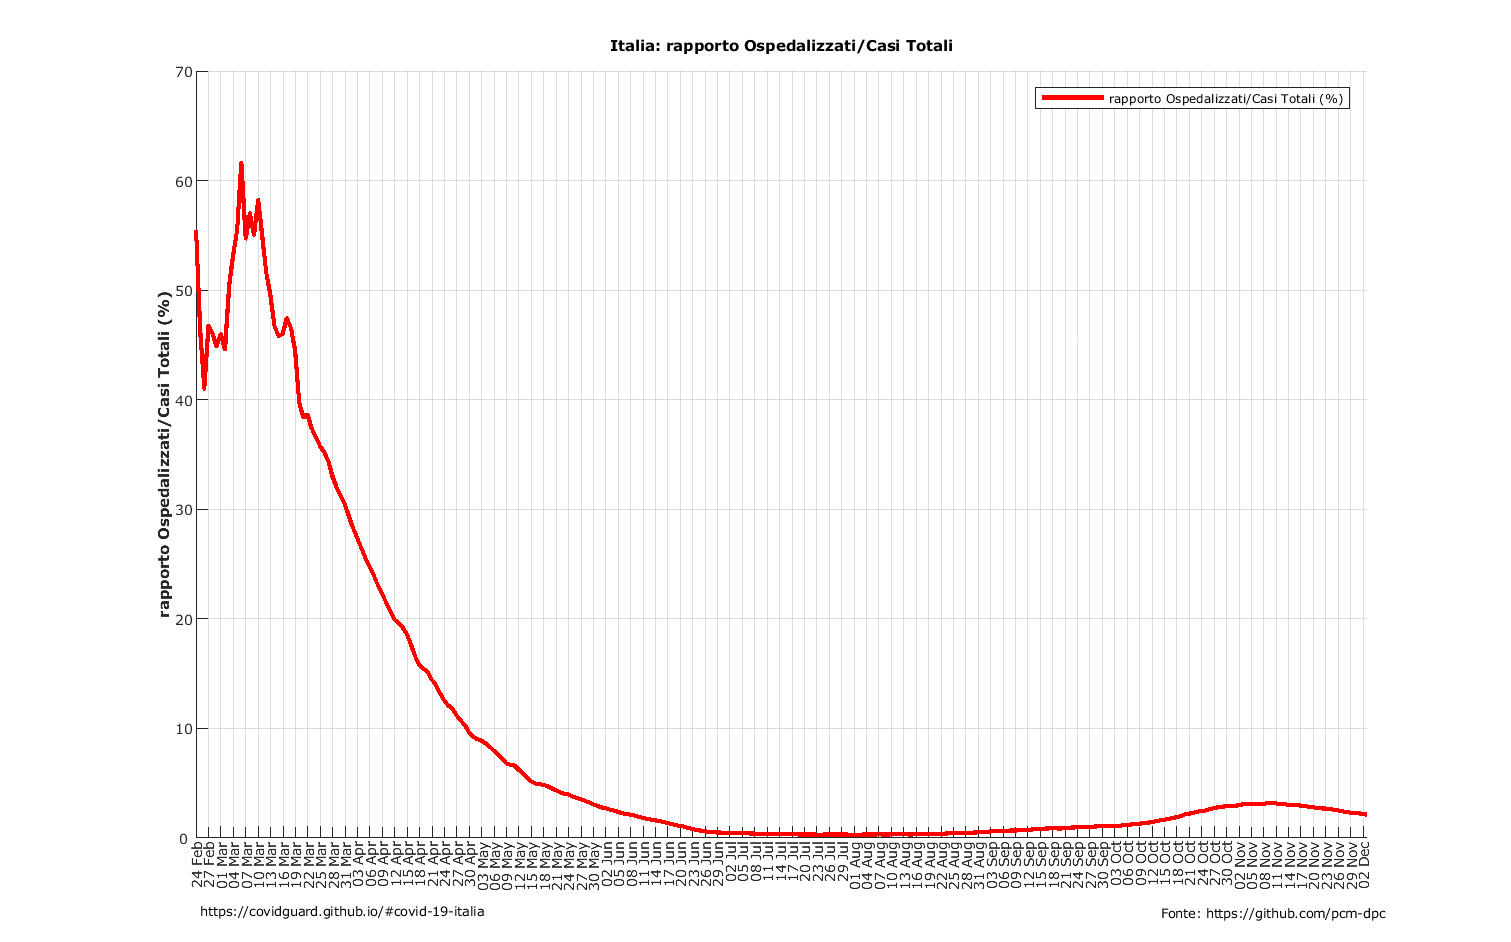 Italia: rapporto Ospedalizzati/Casi Totali
rapporto Ospedalizzati/Casi Totali (%)
rapporto Ospedalizzati/Casi Totali (%)
70
60
50
40
30
20
10
0
24 Feb
27 Feb
01 Mar
04 Mar
07 Mar
10 Mar
13 Mar
16 Mar
19 Mar
22 Mar
25 Mar
28 Mar
31 Mar
03 Apr
06 Apr
09 Apr
12 Apr
15 Apr
18 Apr
21 Apr
24 Apr
27 Apr
30 Apr
03 May
06 May
09 May
12 May
15 May
18 May
21 May
24 May
27 May
30 May
02 Jun
05 Jun
08 Jun
11 Jun
14 Jun
17 Jun
20 Jun
23 Jun
26 Jun
29 Jun
02 Jul
05 Jul
08 Jul
11 Jul
14 Jul
17 Jul
20 Jul
23 Jul
26 Jul
29 Jul
01 Aug
04 Aug
07 Aug
10 Aug
13 Aug
16 Aug
19 Aug
22 Aug
25 Aug
28 Aug
31 Aug
03 Sep
06 Sep
09 Sep
12 Sep
15 Sep
18 Sep
21 Sep
24 Sep
27 Sep
30 Sep
03 Oct
06 Oct
09 Oct
12 Oct
15 Oct
18 Oct
21 Oct
24 Oct
27 Oct
30 Oct
02 Nov
05 Nov
08 Nov
11 Nov
14 Nov
17 Nov
20 Nov
23 Nov
26 Nov
29 Nov
02 Dec
https://covidguard.github.io/#covid-19-italia
Fonte: https://github.com/pcm-dpc